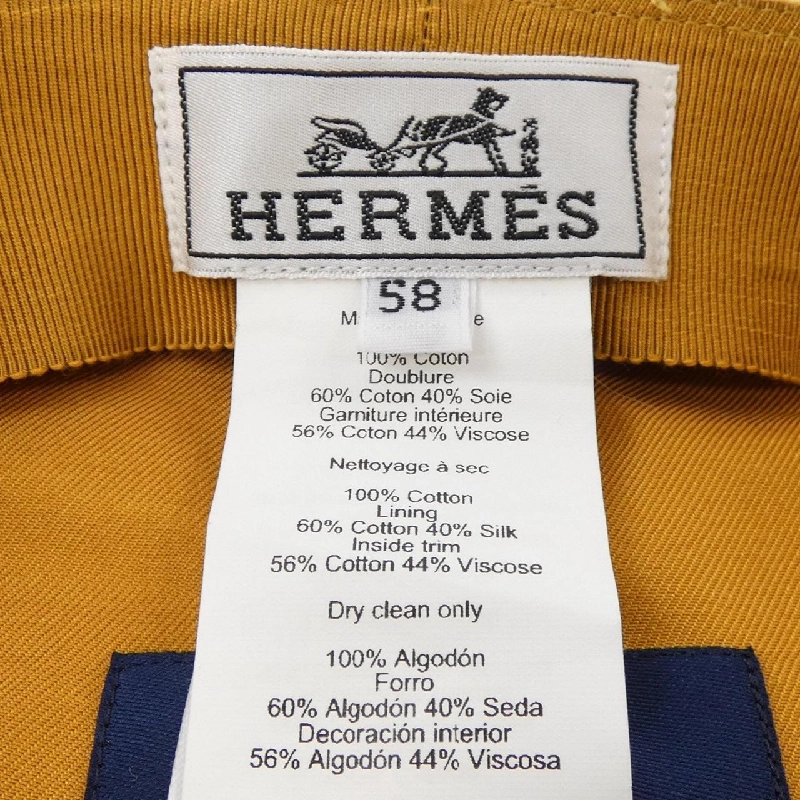 HERMÈS
58
M e
100% Coton
Doublure
60% Coton 40% Soie
Garniture intérieure
56% Coton 44% Viscose
Nettoyage à sec
100% Cotton
Lining
60% Cotton 40% Silk
Inside trim
56% Cotton 44% Viscose
Dry clean only
100% Algodón
Forro
60% Algodón 40% Seda
Decoración interior
56% Algodón 44% Viscosa